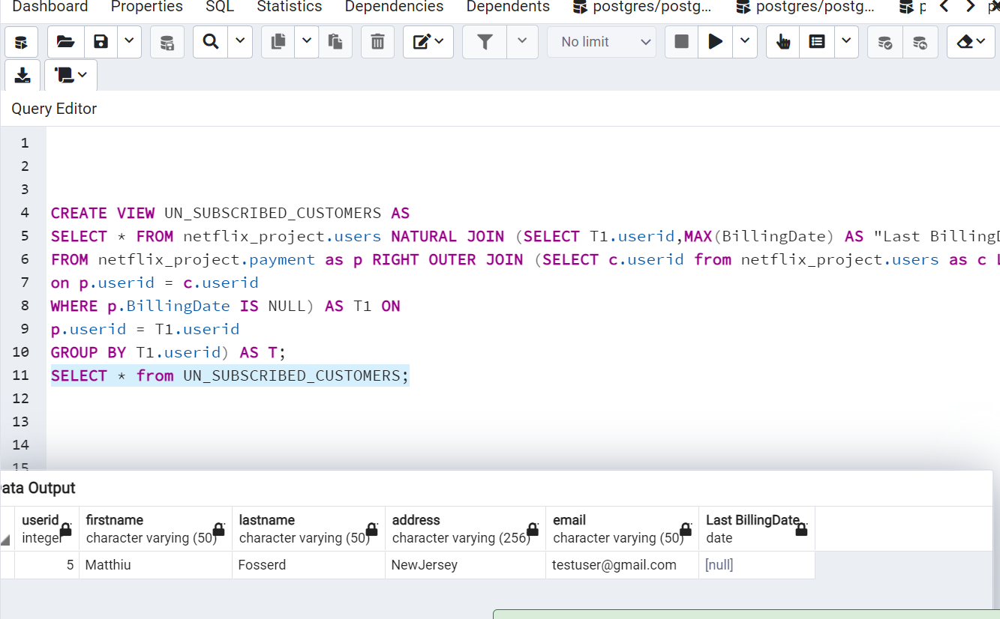 Dashboard Properties SQL Statistics Dependencies Dependents postgres/postg... postgres/postg...
No limit
Query Editor
1
2
3
4 CREATE VIEW UN_SUBSCRIBED_CUSTOMERS AS
5 SELECT * FROM netflix_project.users NATURAL JOIN (SELECT T1.userid,MAX(BillingDate) AS "Last Billing
6 FROM netflix_project.payment as p RIGHT OUTER JOIN (SELECT c.userid from netflix_project.users as c
7 on p.userid = c.userid
8 WHERE p.BillingDate IS NULL) AS T1 ON
9 p.userid = T1.userid
10 GROUP BY T1.userid) AS T;
11 SELECT * from UN_SUBSCRIBED_CUSTOMERS;
12
13
14
15
ata Output
userid firstname lastname address email Last BillingDate
integer character varying (50) character varying (50) character varying (256) character varying (50) date
5 Matthiu Fosserd NewJersey testuser@gmail.com [null]